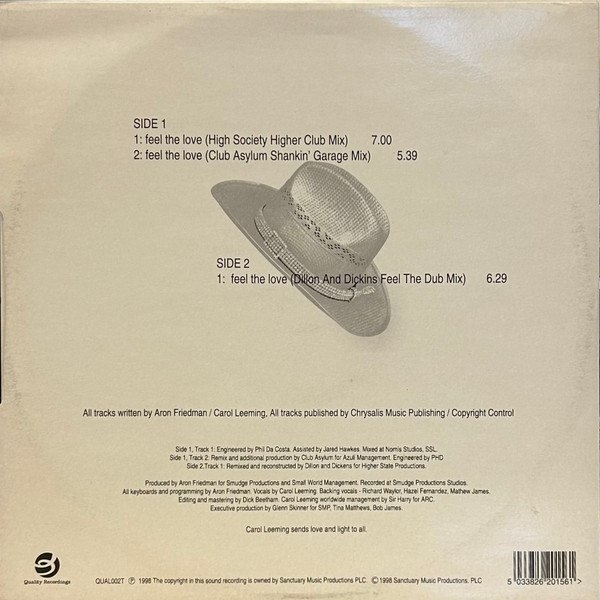 SIDE 1
1: feel the love (High Society Higher Club Mix) 7.00
2: feel the love (Club Asylum Shankin' Garage Mix) 5.39
SIDE 2
1: feel the love (Dillon And Dickins Feel The Dub Mix) 6.29
All tracks written by Aron Friedman / Carol Leeming, All tracks published by Chrysalis Music Publishing / Copyright Control
Side 1, Track 1: Engineered by Phil Da Costa. Assisted by Jared Hawkes. Mixed at Nomis Studios, SSL.
Side 1, Track 2: Remix and additional production by Club Asylum for Azuli Management. Engineered by PHD
Side 2,Track 1: Remixed and reconstructed by Dillon and Dickens for Higher State Productions.
Produced by Aron Friedman for Smudge Productions and Small World Management. Recorded at Smudge Productions Studios.
All keyboards and programming by Aron Friedman. Vocals by Carol Leeming. Backing vocals - Richard Waylor, Hazel Fernandez, Mathew James.
Editing and mastering by Dick Beetham. Carol Leeming worldwide management by Sir Harry for ARC.
Executive production by Glenn Skinner for SMP, Tina Matthews, Bob James.
Carol Leeming sends love and light to all.
Quality Recordings
QUAL002T ℗ 1998 The copyright in this sound recording is owned by Sanctuary Music Productions PLC. © 1998 Sanctuary Music Productions. PLC
5 033826 201561 >